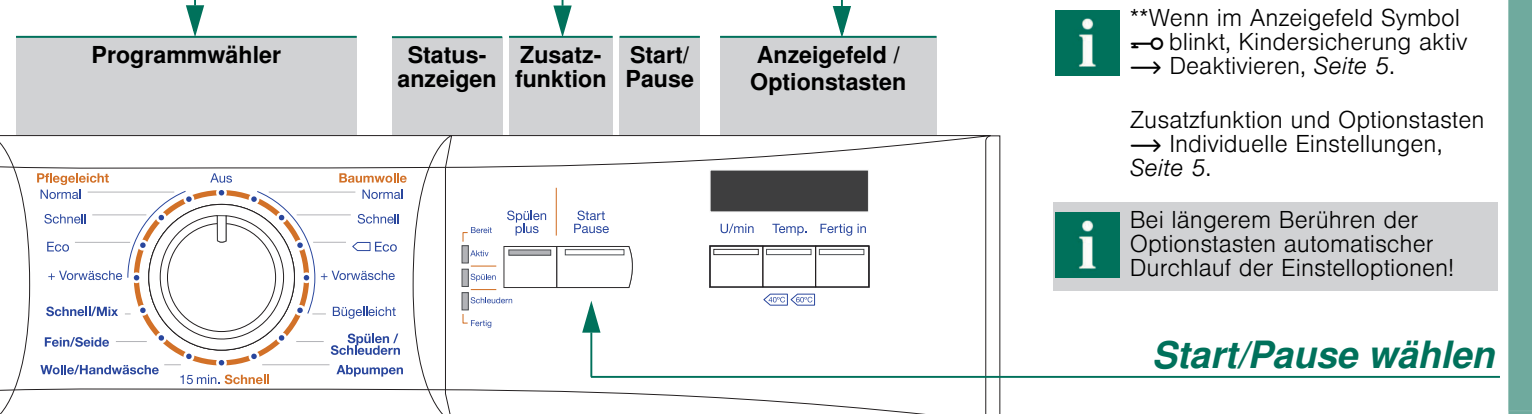 Programmwähler
Status-
anzeigen
Zusatz-
funktion
Start/
Pause
Anzeigefeld /
Optionstasten
Pflegeleicht
Normal
Schnell
Eco
+ Vorwäsche
Schnell/Mix
Fein/Seide
Wolle/Handwäsche
Aus
15 min. Schnell
Baumwolle
Normal
Schnell
Eco
+ Vorwäsche
Bügelleicht
Spülen /
Schleudern
Abpumpen
Bereit
Aktiv
Spülen
Schleudern
Fertig
Spülen
plus
Start
Pause
U/min
Temp.
Fertig in
40°C
60°C
i
**Wenn im Anzeigefeld Symbol
blinkt, Kindersicherung aktiv
→ Deaktivieren, Seite 5.
Zusatzfunktion und Optionstasten
→ Individuelle Einstellungen,
Seite 5.
i
Bei längerem Berühren der
Optionstasten automatischer
Durchlauf der Einstelloptionen!
Start/Pause wählen